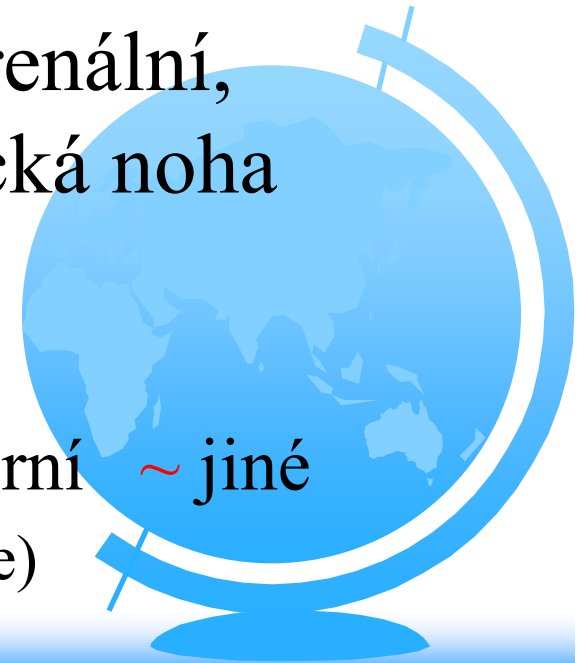 renální,
cká noha
rní ~ jiné
e)